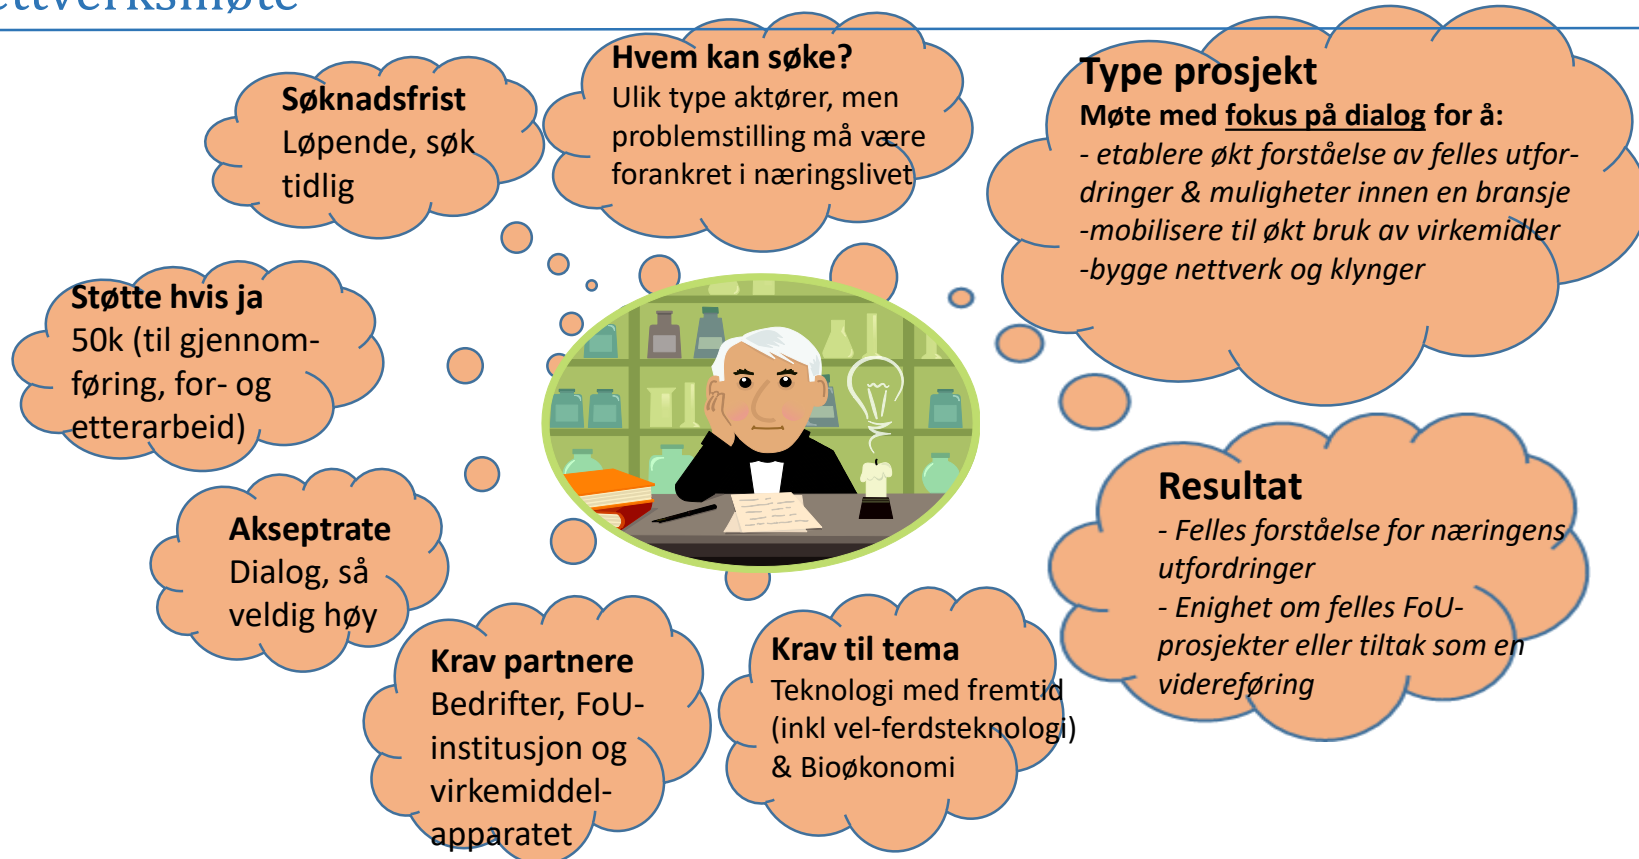 Søknadsfrist
Løpende, søk
tidlig
Hvem kan søke?
Ulik type aktører, men
problemstilling må være
forankret i næringslivet
Type prosjekt
Møte med fokus på dialog for å:
- etablere økt forståelse av felles utfor-
dringer & muligheter innen en bransje
-mobilisere til økt bruk av virkemidler
-bygge nettverk og klynger
Støtte hvis ja
50k (til gjennom-
føring, for- og
etterarbeid)
Akseptrate
Dialog, så
veldig høy
Krav partnere
Bedrifter, FoU-
institusjon og
virkemiddel-
apparatet
Krav til tema
Teknologi med fremtid
(inkl vel-ferdsteknologi)
& Bioøkonomi
Resultat
- Felles forståelse for næringens
utfordringer
- Enighet om felles FoU-
prosjekter eller tiltak som en
videreføring